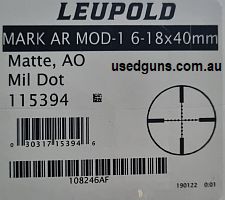 LEUPOLD
MARK AR MOD-1 6-18x40mm
usedguns.com.au
Matte, AO
Mil Dot
115394
0 30317 15394 6
108246AF
190122 0:01